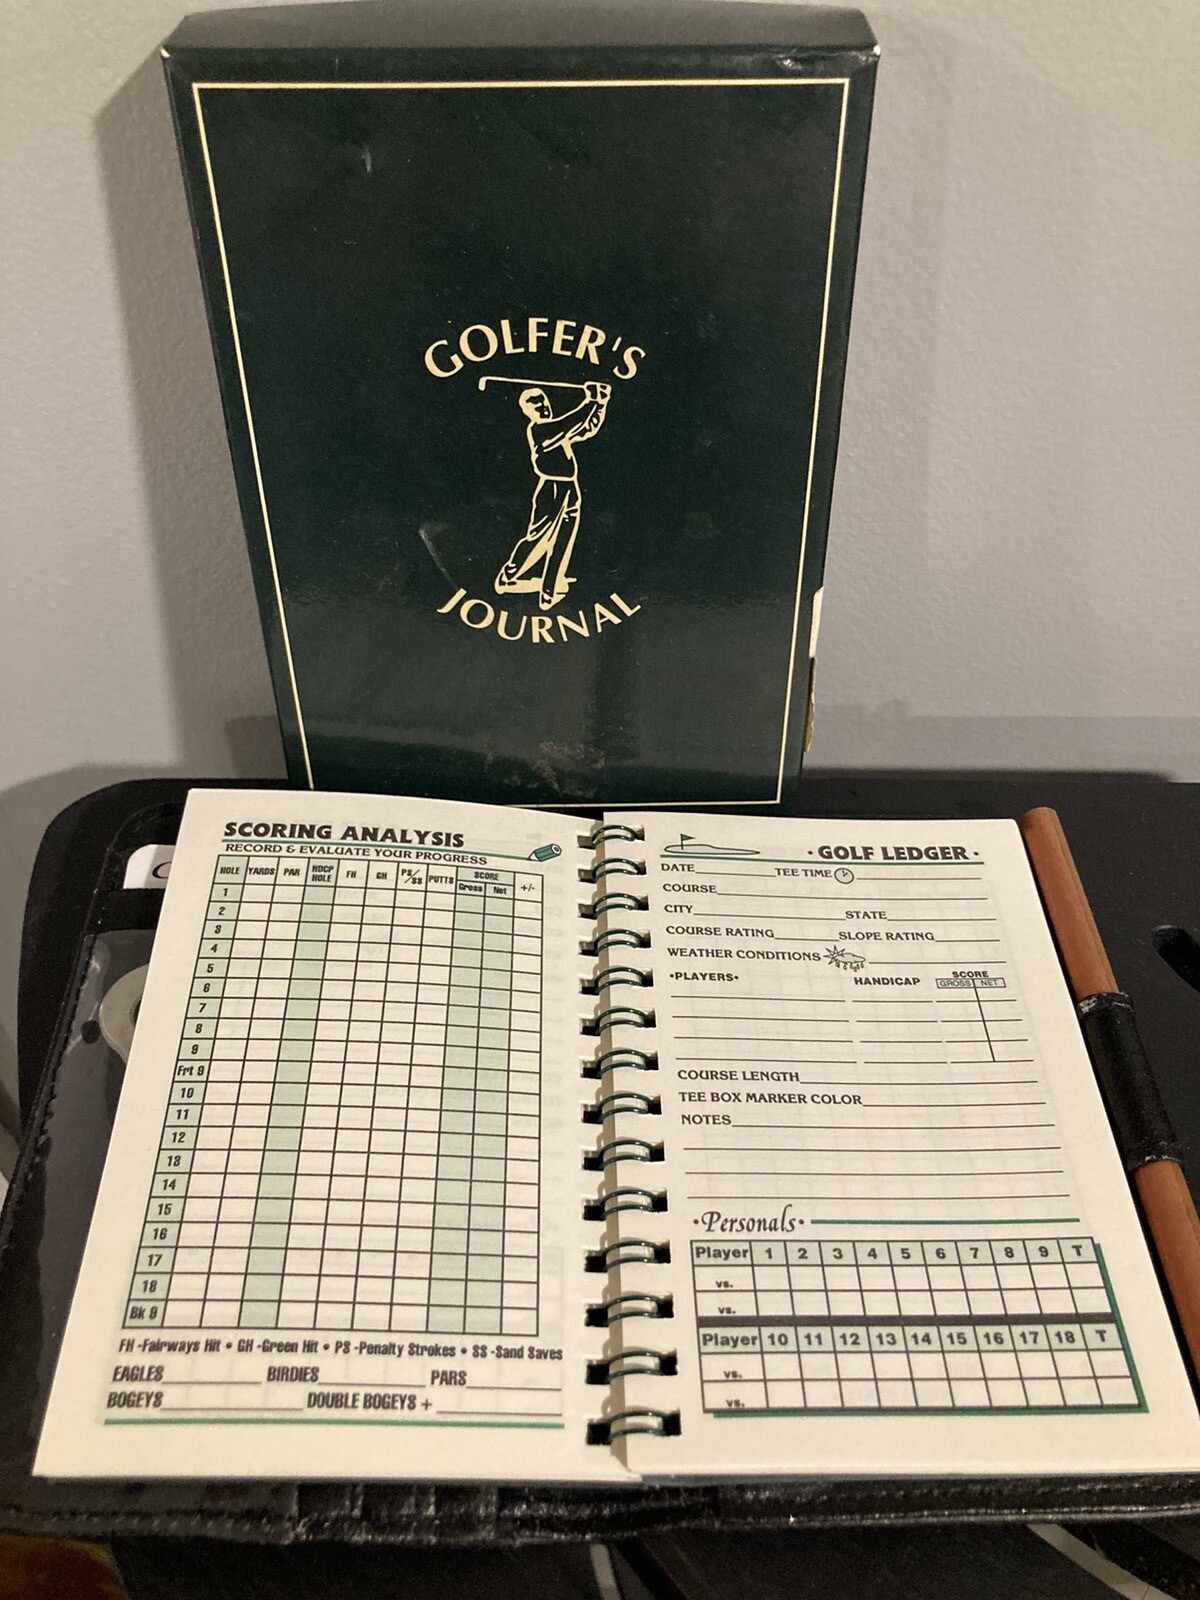 GOLFER'S
JOURNAL
SCORING ANALYSIS
RECORD & EVALUATE YOUR PROGRESS
HOLE YARDS PAR HDCP HOLE FH GH PS/SS PUTTS SCORE Gross Net +/-
1
2
3
4
5
6
7
8
9
Frt 9
10
11
12
13
14
15
16
17
18
Bk 9
FH -Fairways Hit • GH -Green Hit • PS -Penalty Strokes • SS -Sand Saves
EAGLES BIRDIES PARS
BOGEYS DOUBLE BOGEYS +
• GOLF LEDGER •
DATE TEE TIME
COURSE
CITY STATE
COURSE RATING SLOPE RATING
WEATHER CONDITIONS
•PLAYERS• HANDICAP SCORE
GROSS NET
COURSE LENGTH
TEE BOX MARKER COLOR
NOTES
•Personals•
Player 1 2 3 4 5 6 7 8 9 T
vs.
vs.
Player 10 11 12 13 14 15 16 17 18 T
vs.
vs.